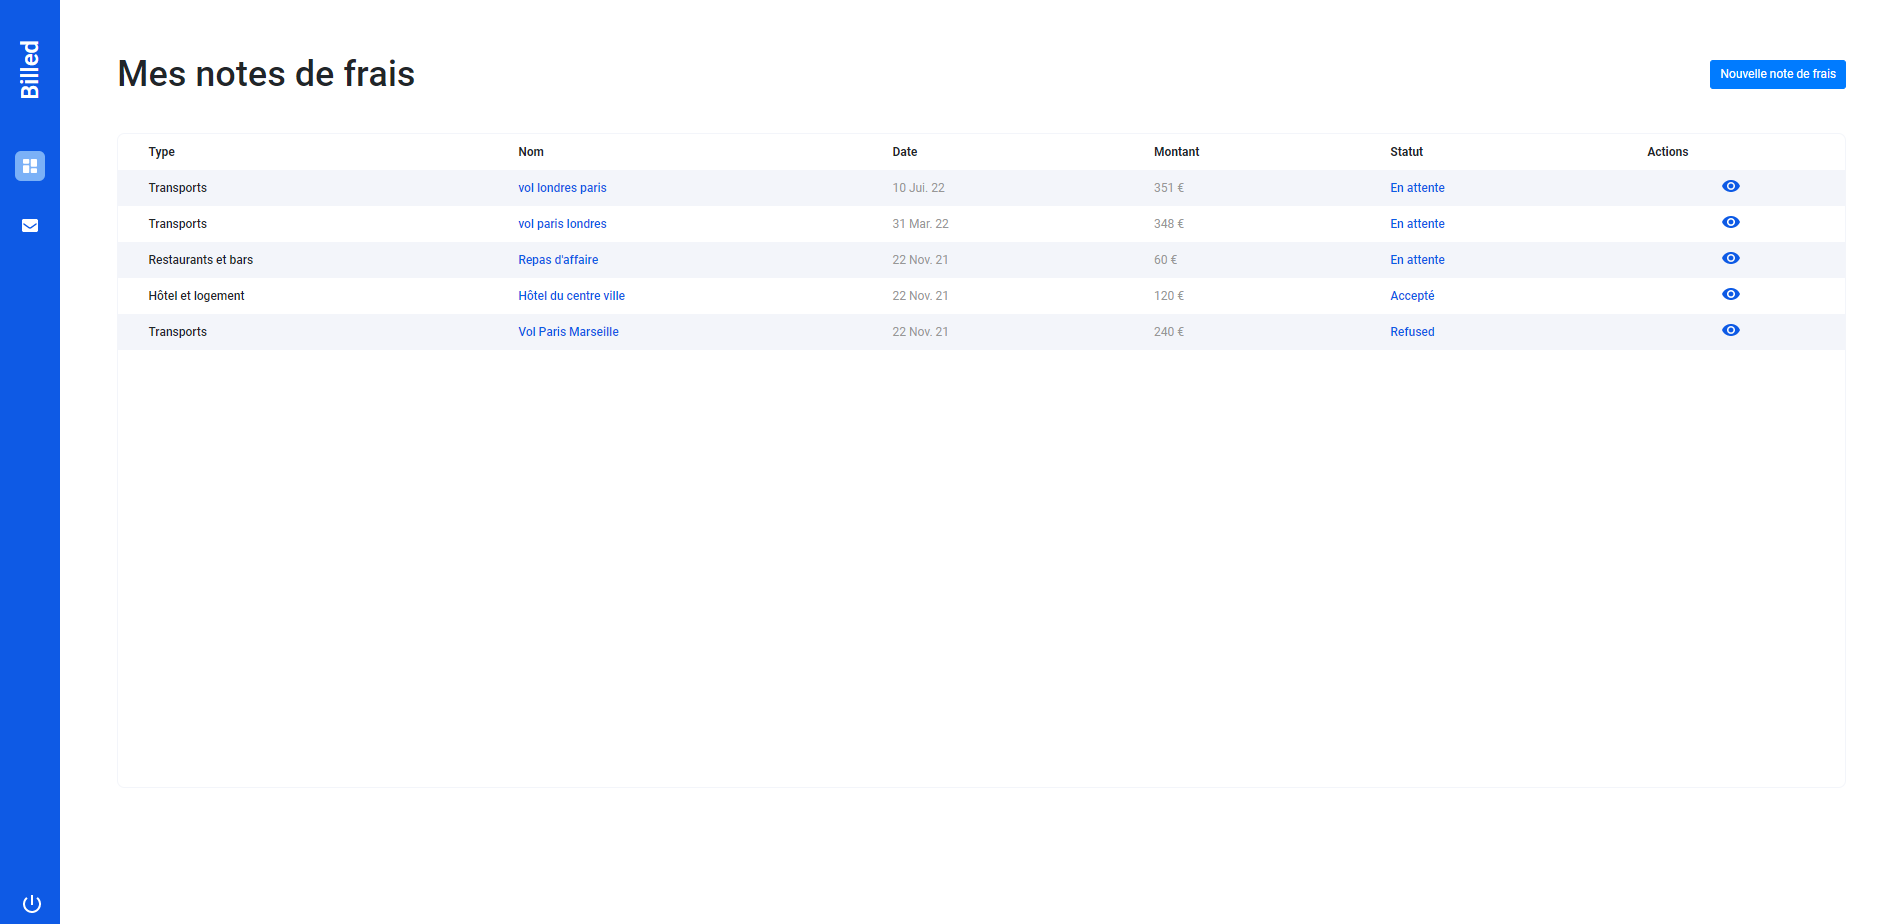 Billed
Mes notes de frais
Nouvelle note de frais
Type Nom Date Montant Statut Actions
Transports vol londres paris 10 Jui. 22 351 € En attente
Transports vol paris londres 31 Mar. 22 348 € En attente
Restaurants et bars Repas d'affaire 22 Nov. 21 60 € En attente
Hôtel et logement Hôtel du centre ville 22 Nov. 21 120 € Accepté
Transports Vol Paris Marseille 22 Nov. 21 240 € Refused